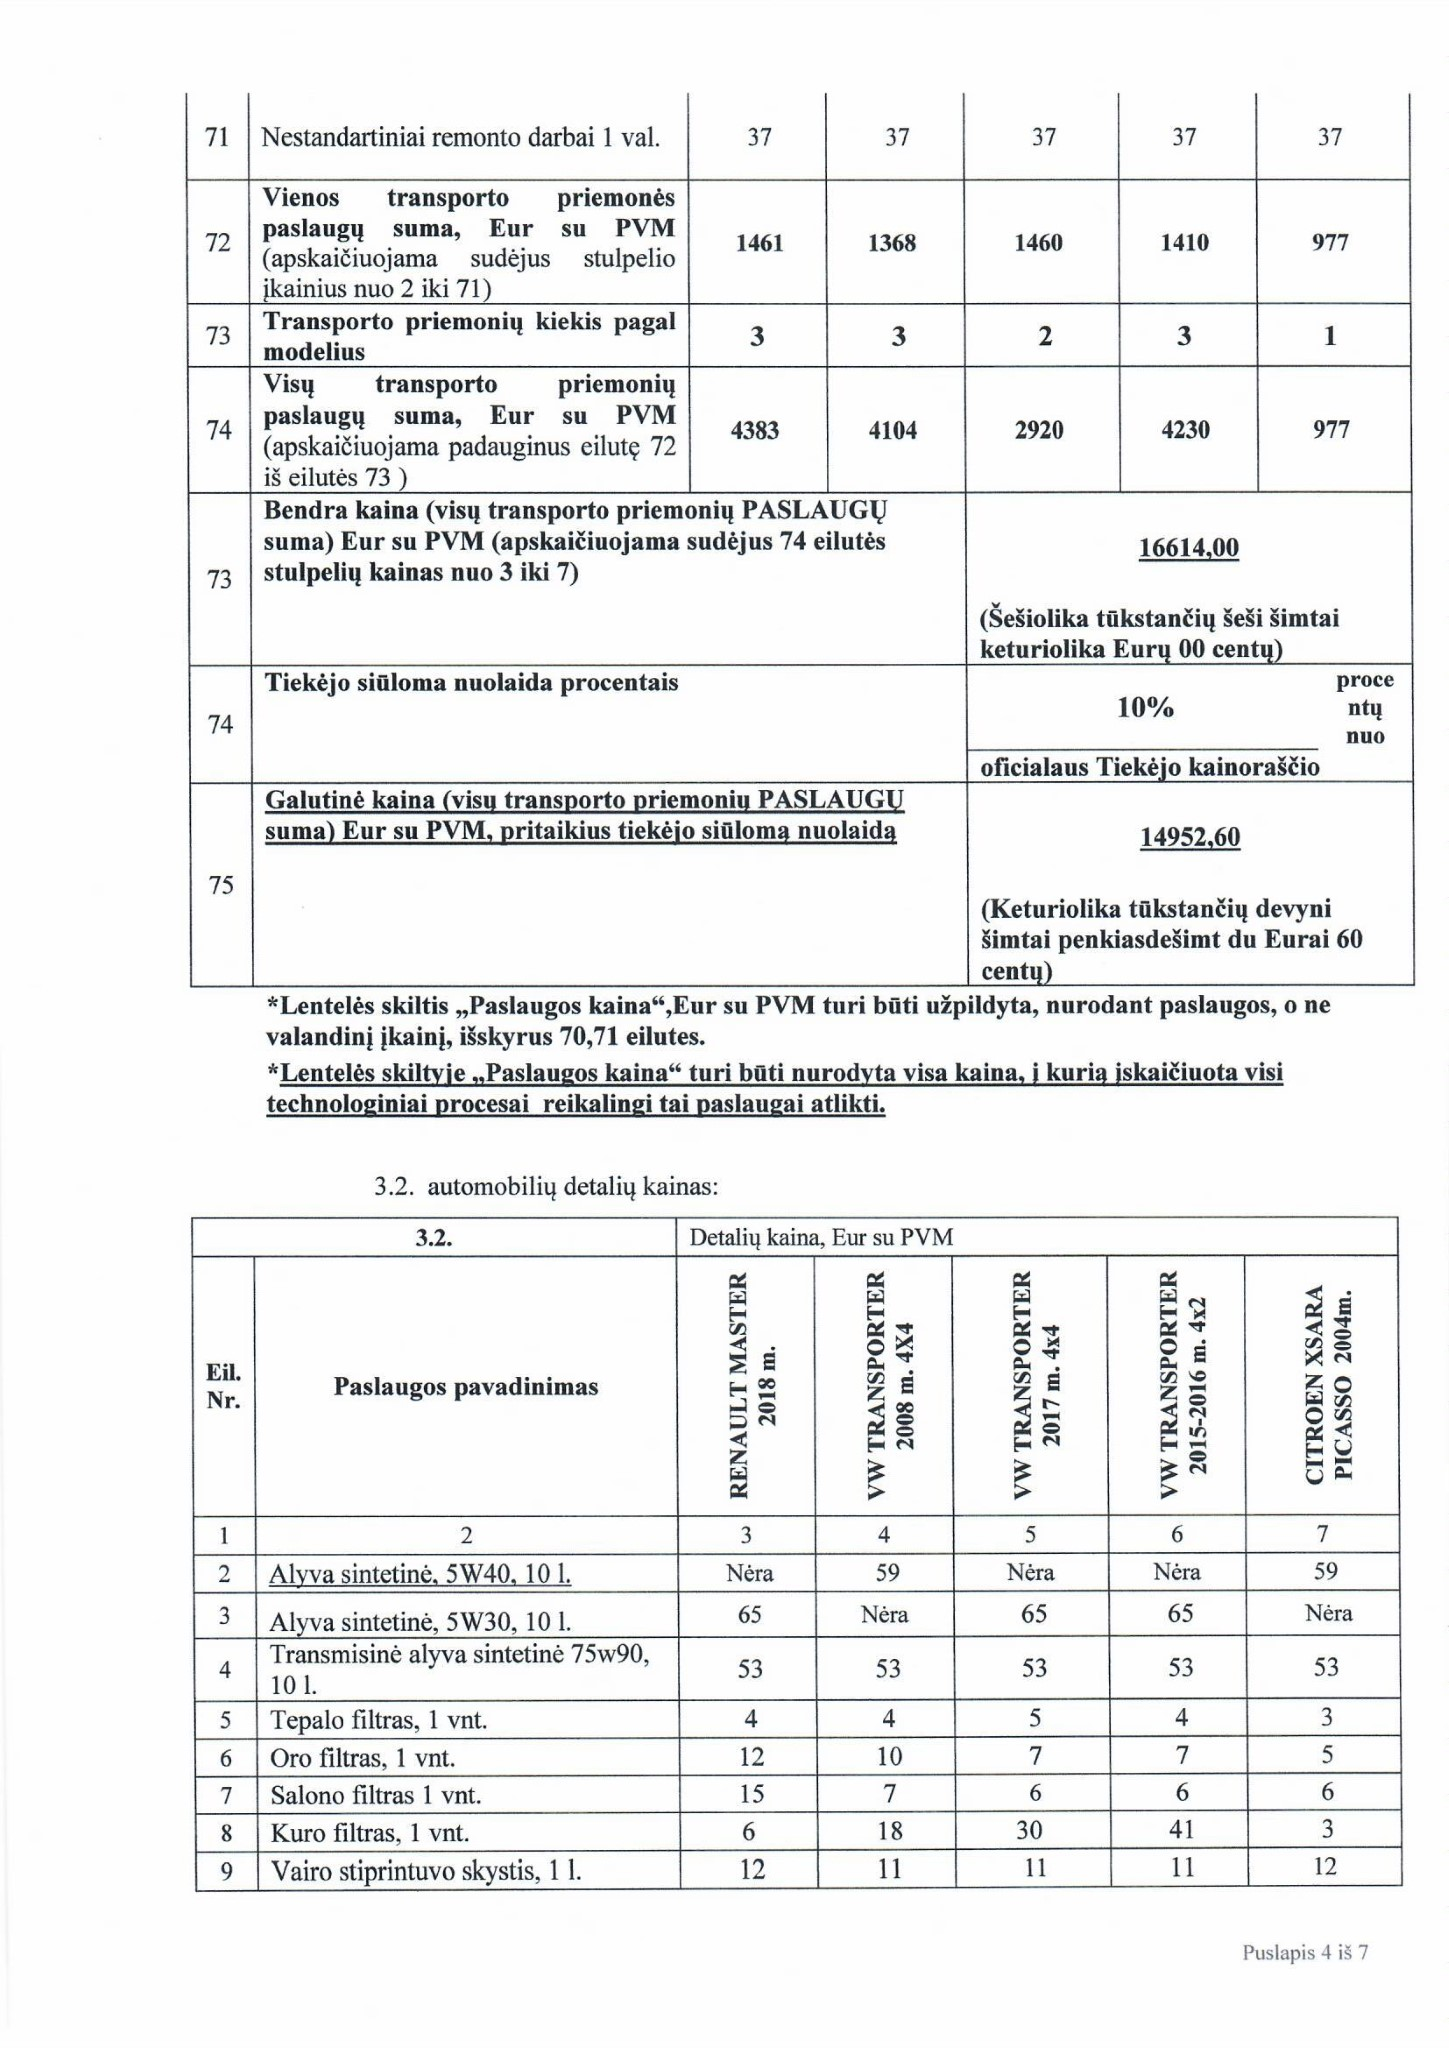 71 Nestandartiniai remonto darbai 1 val. 37 37 37 37 37
Vienos transporto priemonės
paslaugų suma, Eur su PVM
72 (apskaičiuojama sudėjus stulpelio 1461 1368 1460 1410 977
įkainius nuo 2 iki 71)
73 Transporto priemonių kiekis pagal 3 3 2 3 1
modelius
Visų transporto priemonių
paslaugų suma, Eur su PVM
74 (apskaičiuojama padauginus eilutę 72 4383 4104 2920 4230 977
iš eilutės 73 )
Bendra kaina (visų transporto priemonių PASLAUGŲ
suma) Eur su PVM (apskaičiuojama sudėjus 74 eilutės 16614,00
73 stulpelių kainas nuo 3 iki 7)
(Šešiolika tūkstančių šeši šimtai
keturiolika Eurų 00 centų)
Tiekėjo siūloma nuolaida procentais proce
74 10% ntų
nuo
oficialaus Tiekėjo kainoraščio
Galutinė kaina (visų transporto priemonių PASLAUGŲ
suma) Eur su PVM, pritaikius tiekėjo siūlomą nuolaidą 14952,60
75
(Keturiolika tūkstančių devyni
šimtai penkiasdešimt du Eurai 60
centų)
*Lentelės skiltis „Paslaugos kaina“,Eur su PVM turi būti užpildyta, nurodant paslaugos, o ne
valandinį įkainį, išskyrus 70,71 eilutes.
*Lentelės skiltyje „Paslaugos kaina“ turi būti nurodyta visa kaina, į kurią įskaičiuota visi
technologiniai procesai reikalingi tai paslaugai atlikti.
3.2. automobilių detalių kainas:
3.2. Detalių kaina, Eur su PVM
Eil.
Nr.
Paslaugos pavadinimas
RENAULT MASTER
2018 m.
VW TRANSPORTER
2008 m. 4X4
VW TRANSPORTER
2017 m. 4x4
VW TRANSPORTER
2015-2016 m. 4x2
CITROEN XSARA
PICASSO 2004m.
1 2 3 4 5 6 7
2 Alyva sintetinė, 5W40, 10 l. Nėra 59 Nėra Nėra 59
3 Alyva sintetinė, 5W30, 10 l. 65 Nėra 65 65 Nėra
4 Transmisinė alyva sintetinė 75w90, 53 53 53 53 53
10 l.
5 Tepalo filtras, 1 vnt. 4 4 5 4 3
6 Oro filtras, 1 vnt. 12 10 7 7 5
7 Salono filtras 1 vnt. 15 7 6 6 6
8 Kuro filtras, 1 vnt. 6 18 30 41 3
9 Vairo stiprintuvo skystis, 1 l. 12 11 11 11 12
Puslapis 4 iš 7